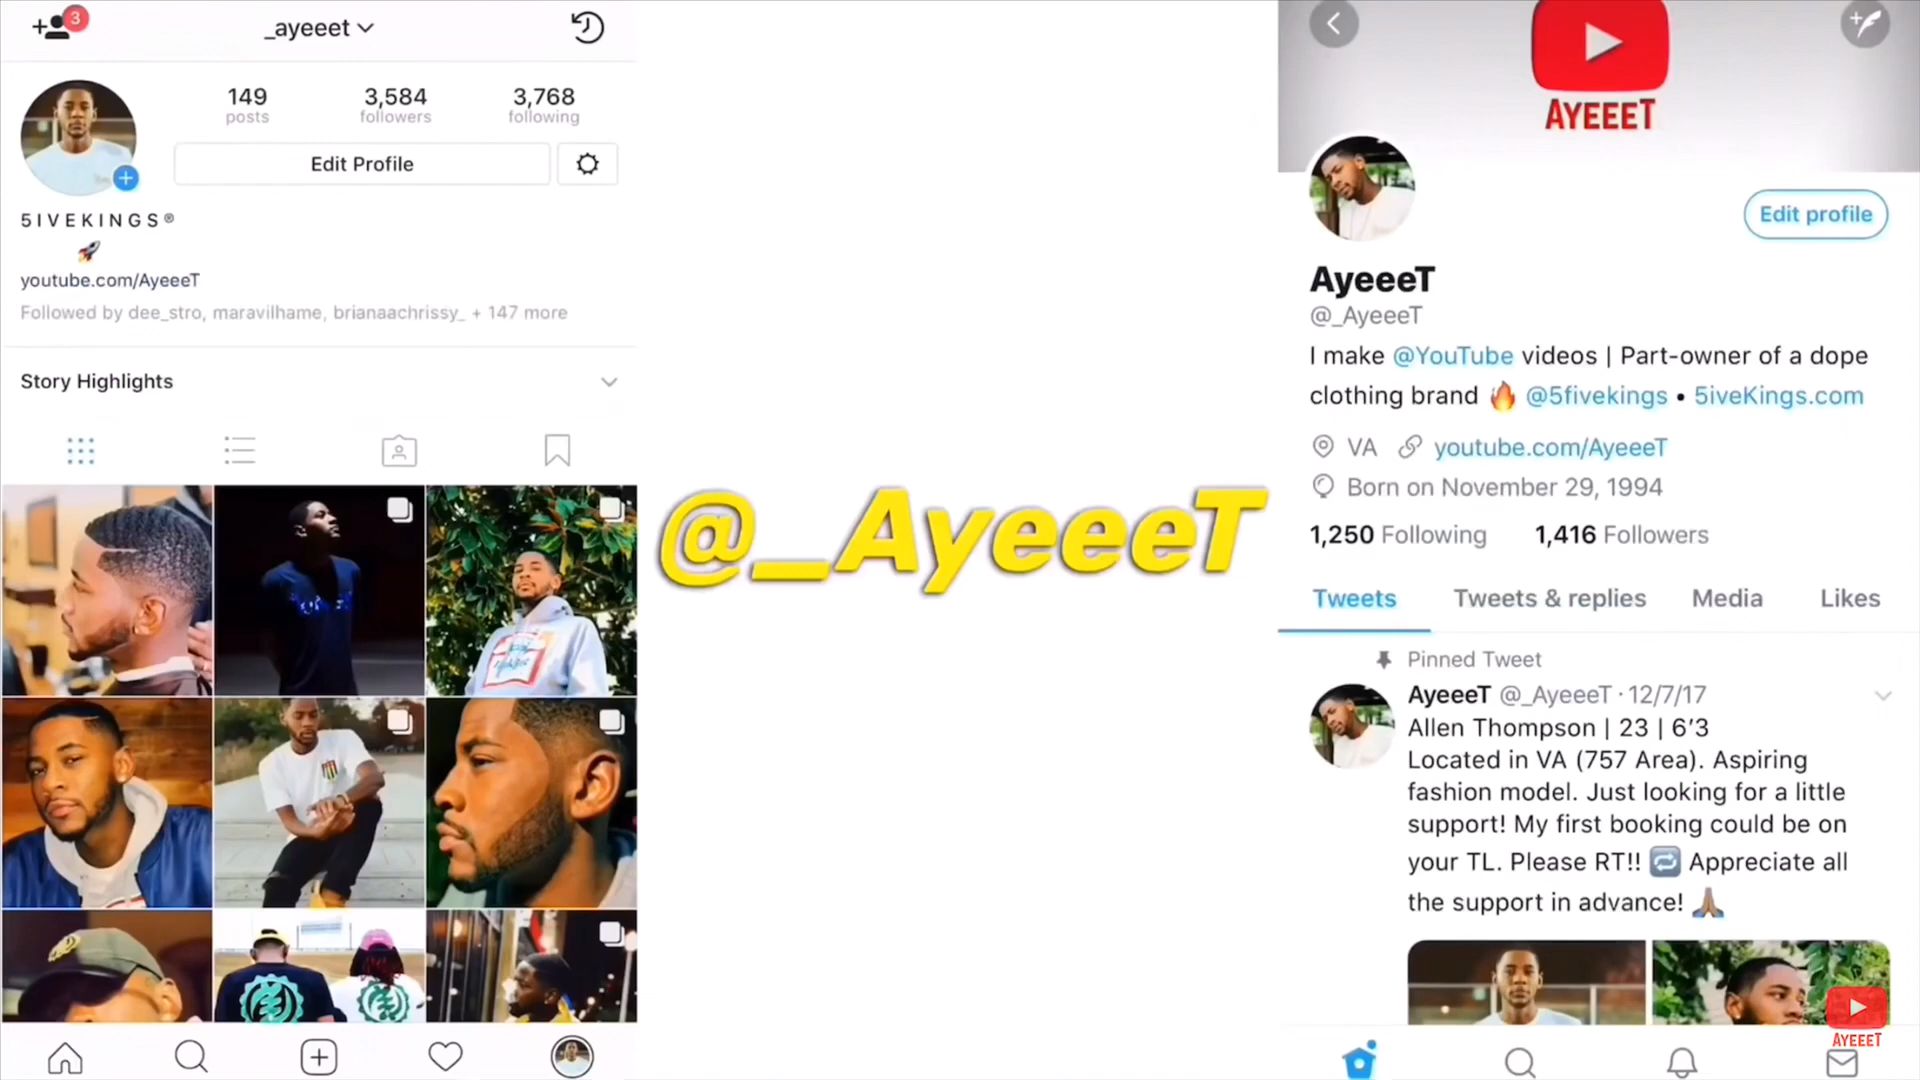 3
_ayeeet
149
3,584
3,768
posts
followers
following
Edit Profile
5IVEKINGS®
🚀
youtube.com/AyeeeT
Followed by dee_stro, maravilhame, brianaachrissy_ + 147 more
Story Highlights
@_AyeeeT
AYEEET
Edit profile
AyeeeT
@_AyeeeT
I make @YouTube videos | Part-owner of a dope
clothing brand 🔥 @5fivekings • 5iveKings.com
VA youtube.com/AyeeeT
Born on November 29, 1994
1,250 Following 1,416 Followers
Tweets Tweets & replies Media Likes
Pinned Tweet
AyeeeT @_AyeeeT · 12/7/17
Allen Thompson | 23 | 6'3
Located in VA (757 Area). Aspiring
fashion model. Just looking for a little
support! My first booking could be on
your TL. Please RT!! 🔁 Appreciate all
the support in advance! 🙏🏽
AYEEET